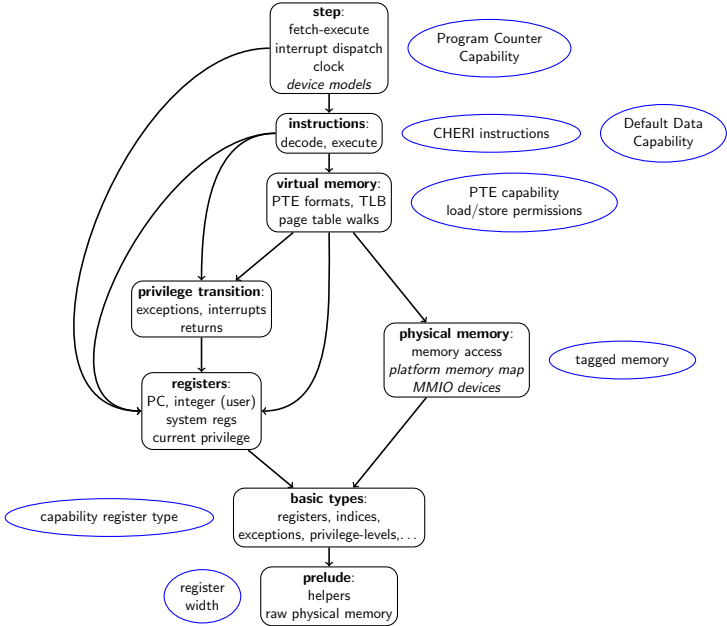 step:
fetch-execute
interrupt dispatch
clock
device models
Program Counter
Capability
instructions:
decode, execute
CHERI instructions
Default Data
Capability
virtual memory:
PTE formats, TLB
page table walks
PTE capability
load/store permissions
privilege transition:
exceptions, interrupts
returns
physical memory:
memory access
platform memory map
MMIO devices
tagged memory
registers:
PC, integer (user)
system regs
current privilege
basic types:
registers, indices,
exceptions, privilege-levels,...
capability register type
prelude:
helpers
raw physical memory
register
width